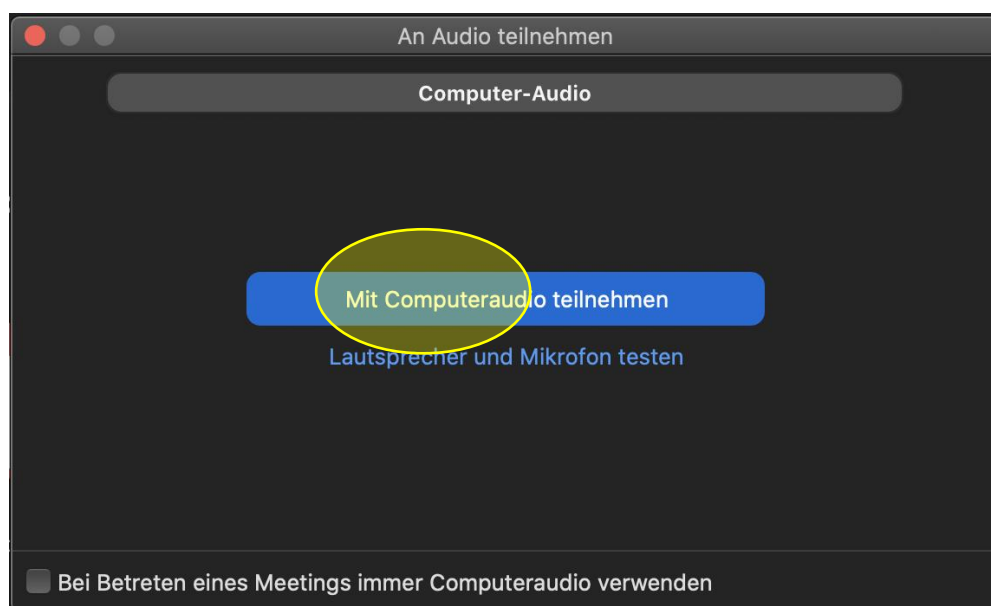 An Audio teilnehmen
Computer-Audio
Mit Computeraudio teilnehmen
Lautsprecher und Mikrofon testen
Bei Betreten eines Meetings immer Computeraudio verwenden